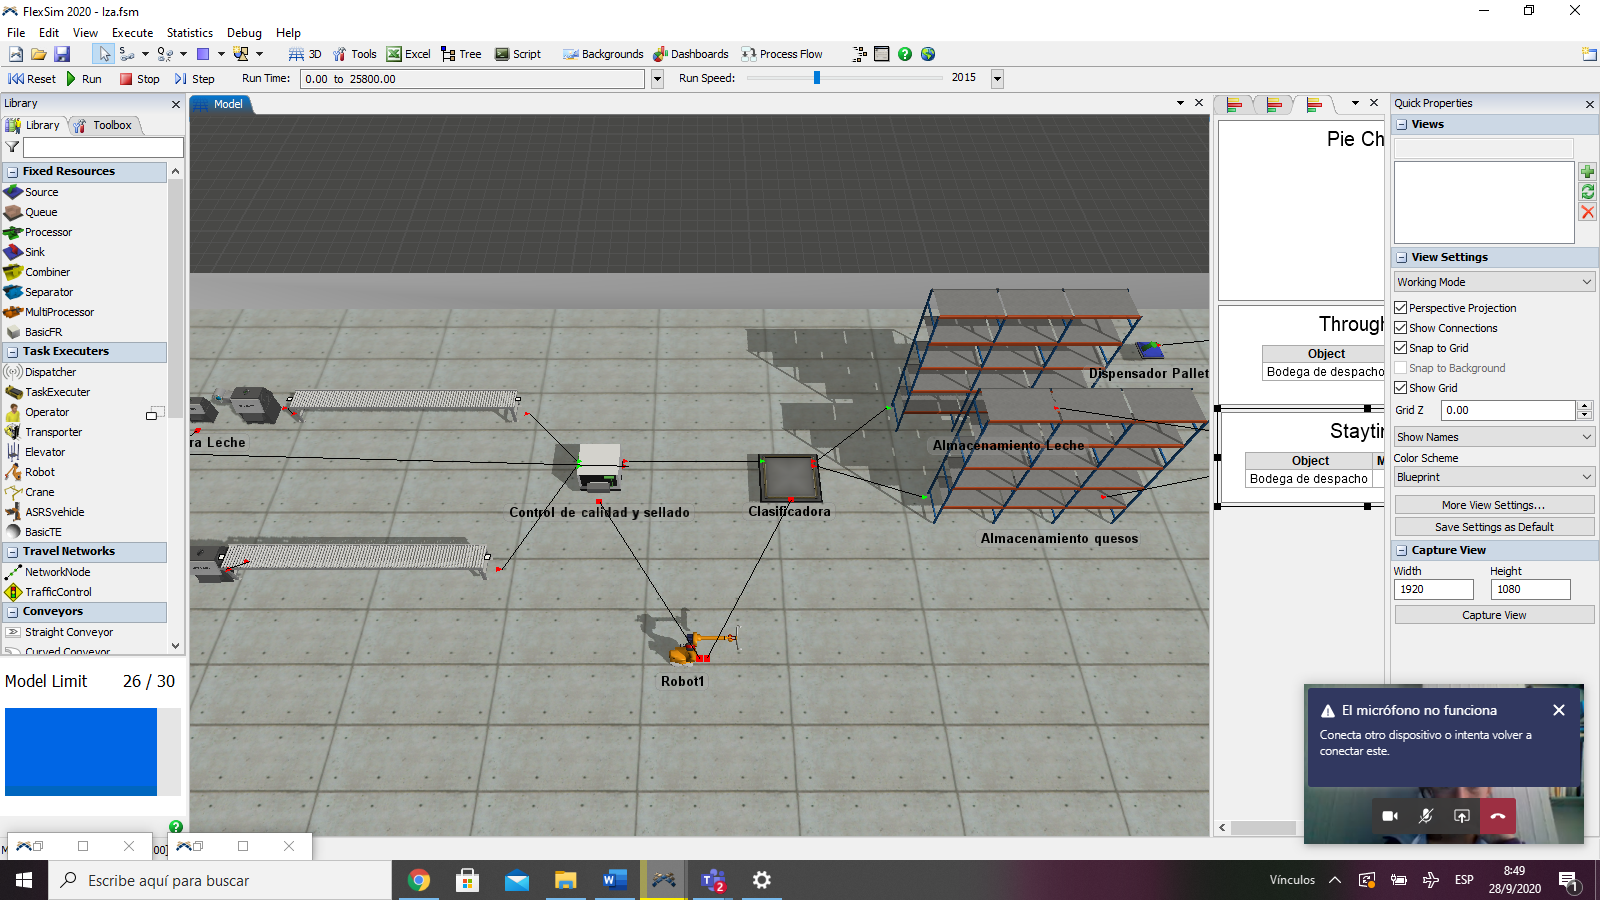 FlexSim 2020 - Iza.fsm
File Edit View Execute Statistics Debug Help
3D Tools Excel Tree Script Backgrounds Dashboards Process Flow
Reset Run Stop Step Run Time: 0.00 to 25800.00 Run Speed: 2015
Library
Library Toolbox
Fixed Resources
Source
Queue
Processor
Sink
Combiner
Separator
MultiProcessor
BasicFR
Task Executers
Dispatcher
TaskExecuter
Operator
Transporter
Elevator
Robot
Crane
ASRSvehicle
BasicTE
Travel Networks
NetworkNode
TrafficControl
Conveyors
Straight Conveyor
Curved Conveyor
Model Limit 26 / 30
Model
Dispensador Pallet
ra Leche
Almacenamiento Leche
Control de calidad y sellado
Clasificadora
Almacenamiento quesos
Robot1
Pie Ch
Through
Object
Bodega de despacho
Staytin
Object M
Bodega de despacho
Quick Properties
Views
View Settings
Working Mode
Perspective Projection
Show Connections
Snap to Grid
Snap to Background
Show Grid
Grid Z 0.00
Show Names
Color Scheme
Blueprint
More View Settings...
Save Settings as Default
Capture View
Width Height
1920 1080
Capture View
El micrófono no funciona
Conecta otro dispositivo o intenta volver a
conectar este.
M 00]
Escribe aquí para buscar
2
Vínculos ESP
8:49
28/9/2020
1